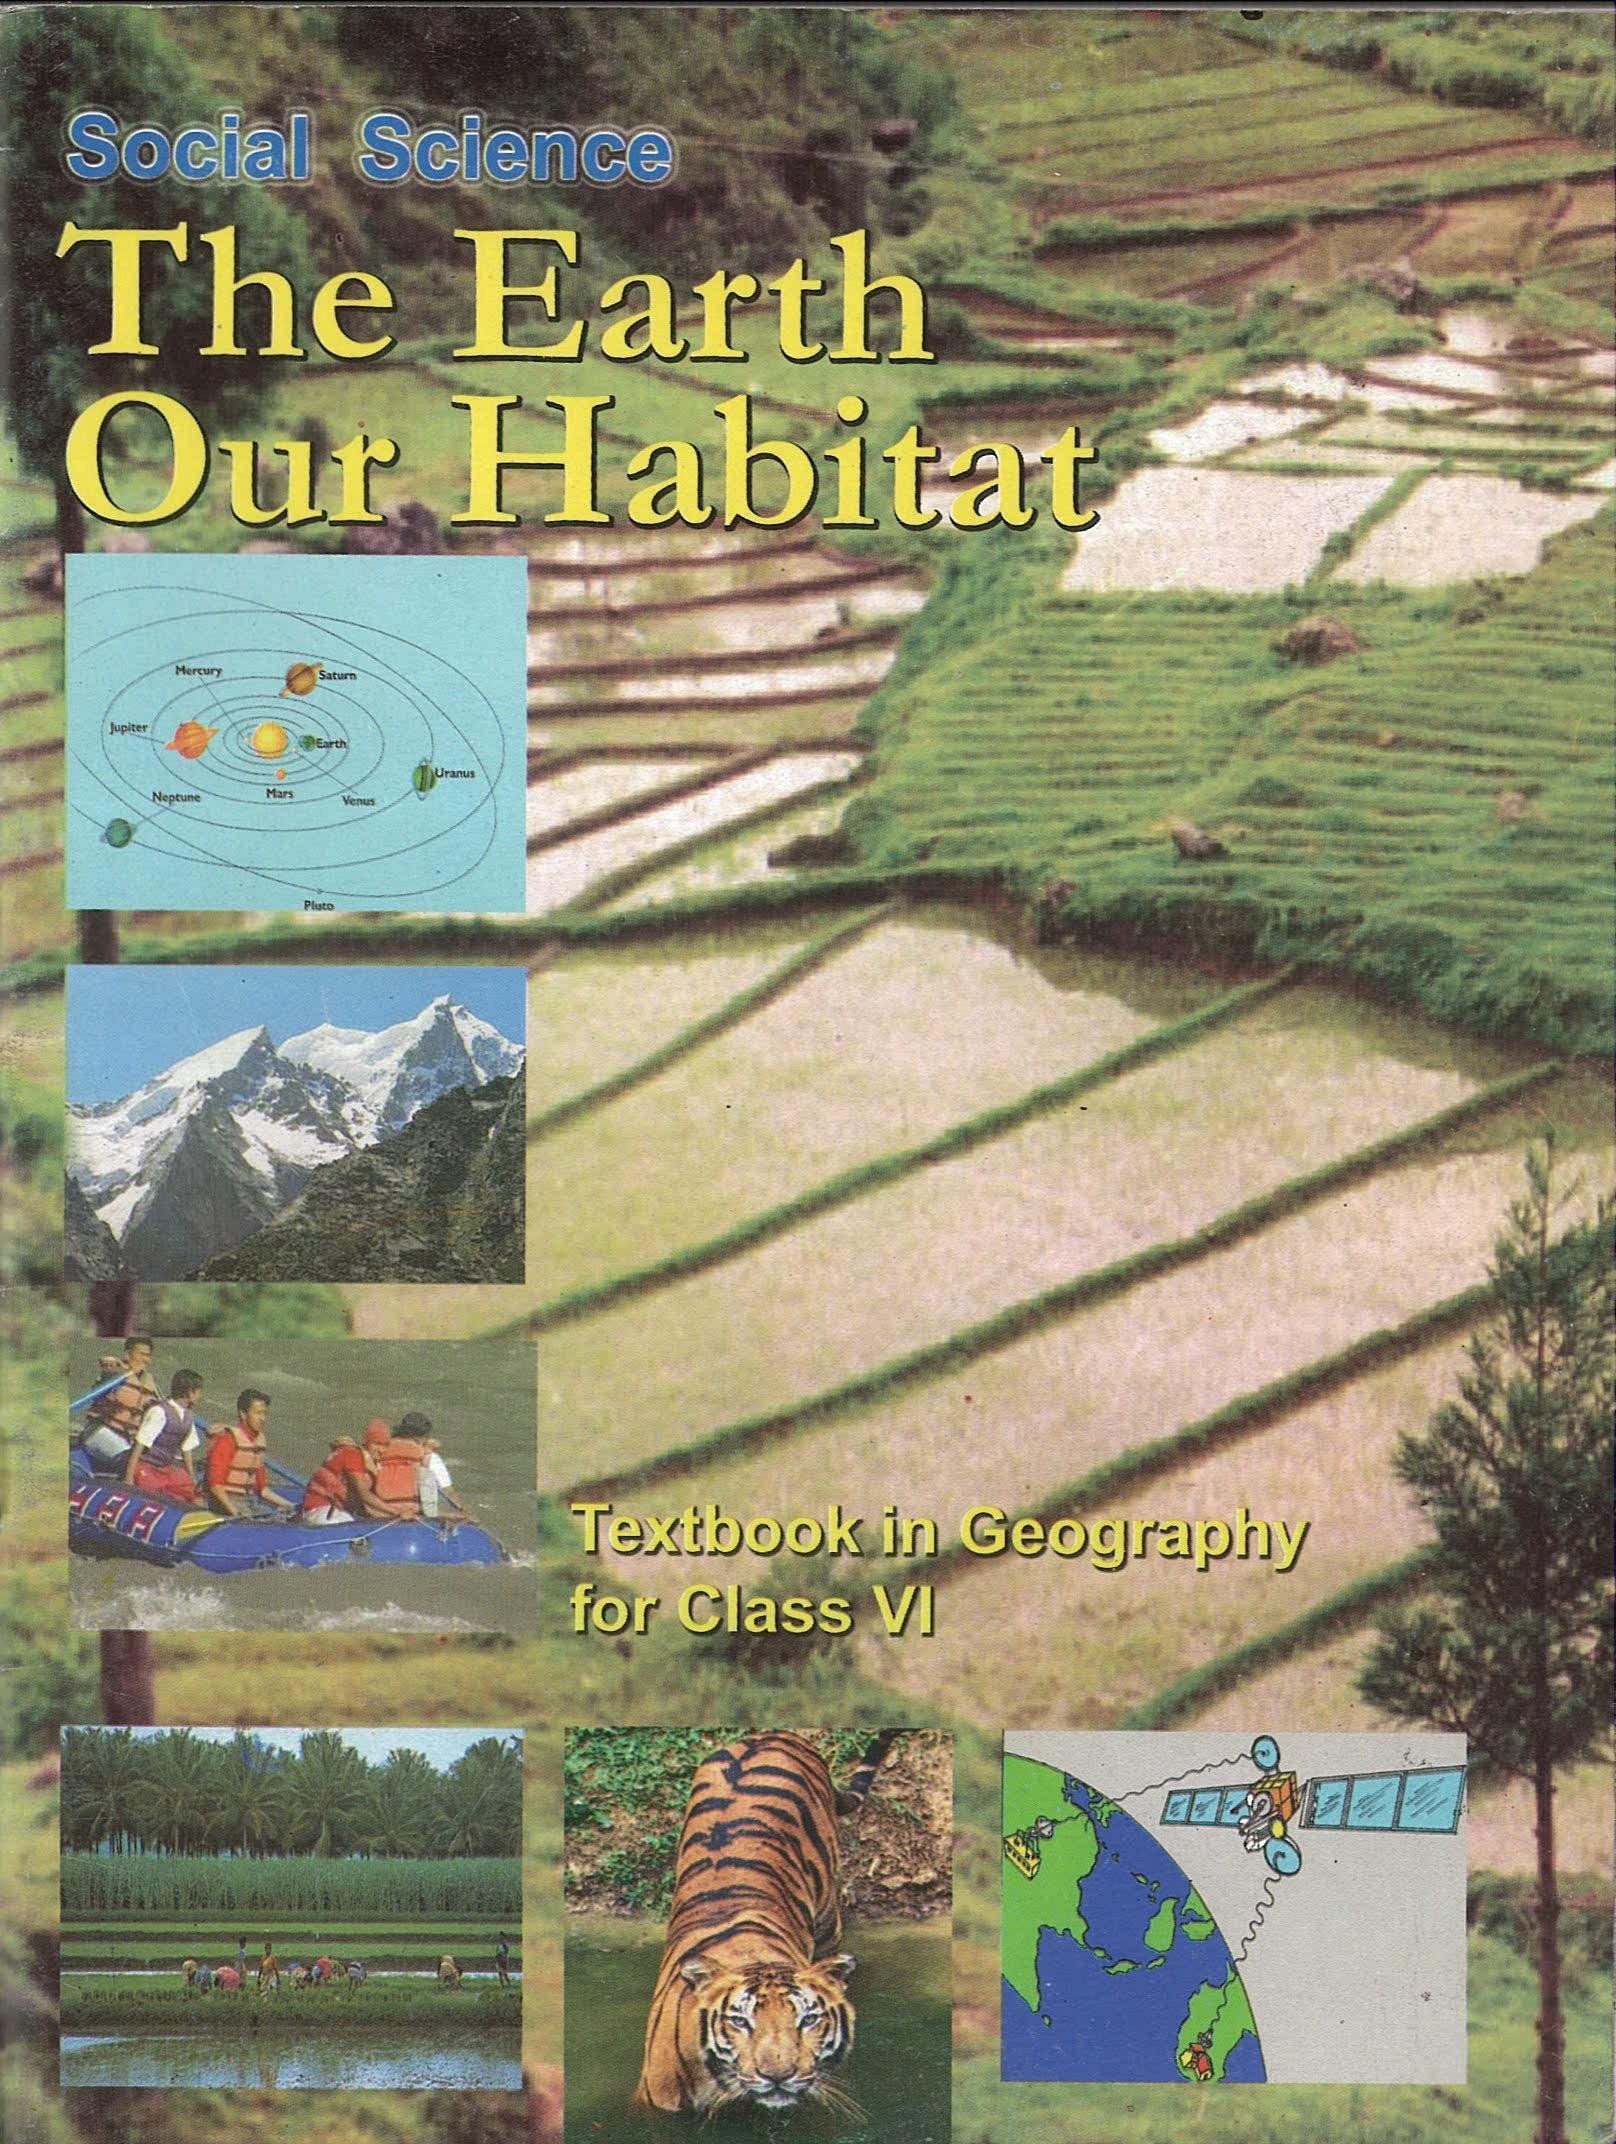 Social Science
The Earth
Our Habitat
Mercury
Saturn
Jupiter
Earth
Uranus
Neptune
Mars
Venus
Pluto
Textbook in Geography
for Class VI